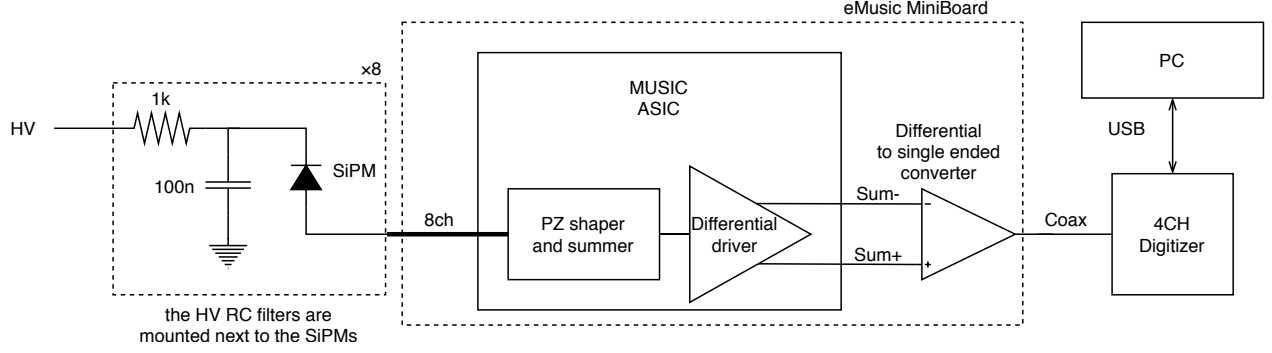 eMusic MiniBoard
×8
HV
1k
100n
SiPM
the HV RC filters are
mounted next to the SiPMs
8ch
MUSIC
ASIC
PZ shaper
and summer
Differential
driver
Sum-
Sum+
Differential
to single ended
converter
-
+
Coax
PC
USB
4CH
Digitizer